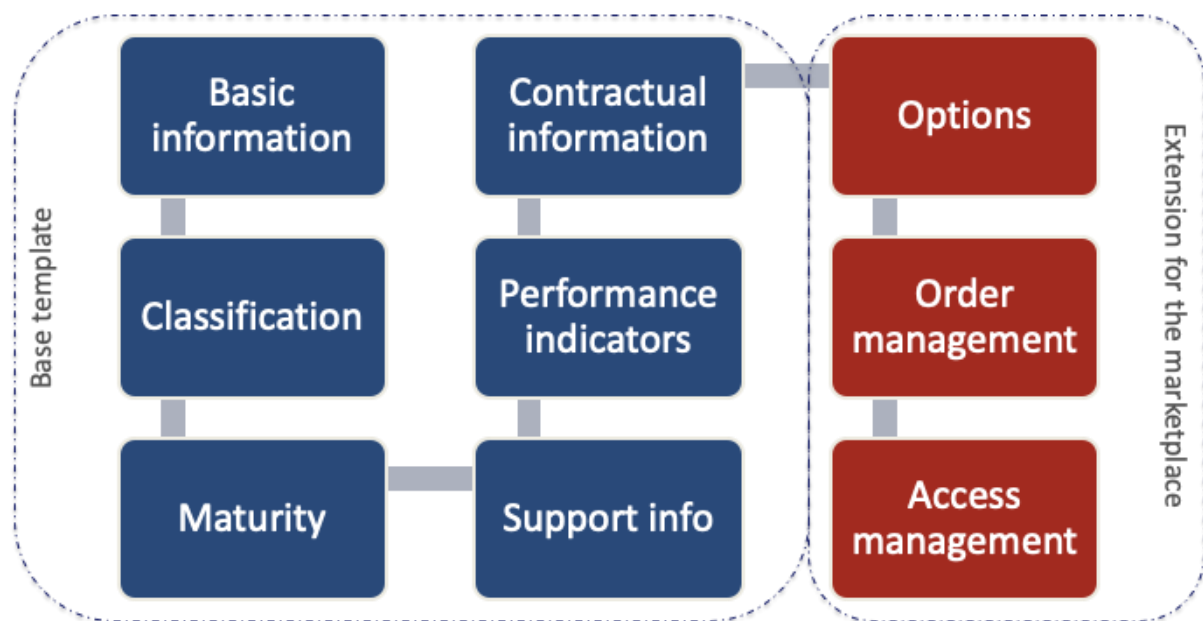 Base template
Basic
information
Classification
Maturity
Contractual
information
Performance
indicators
Support info
Options
Order
management
Access
management
Extension for the marketplace